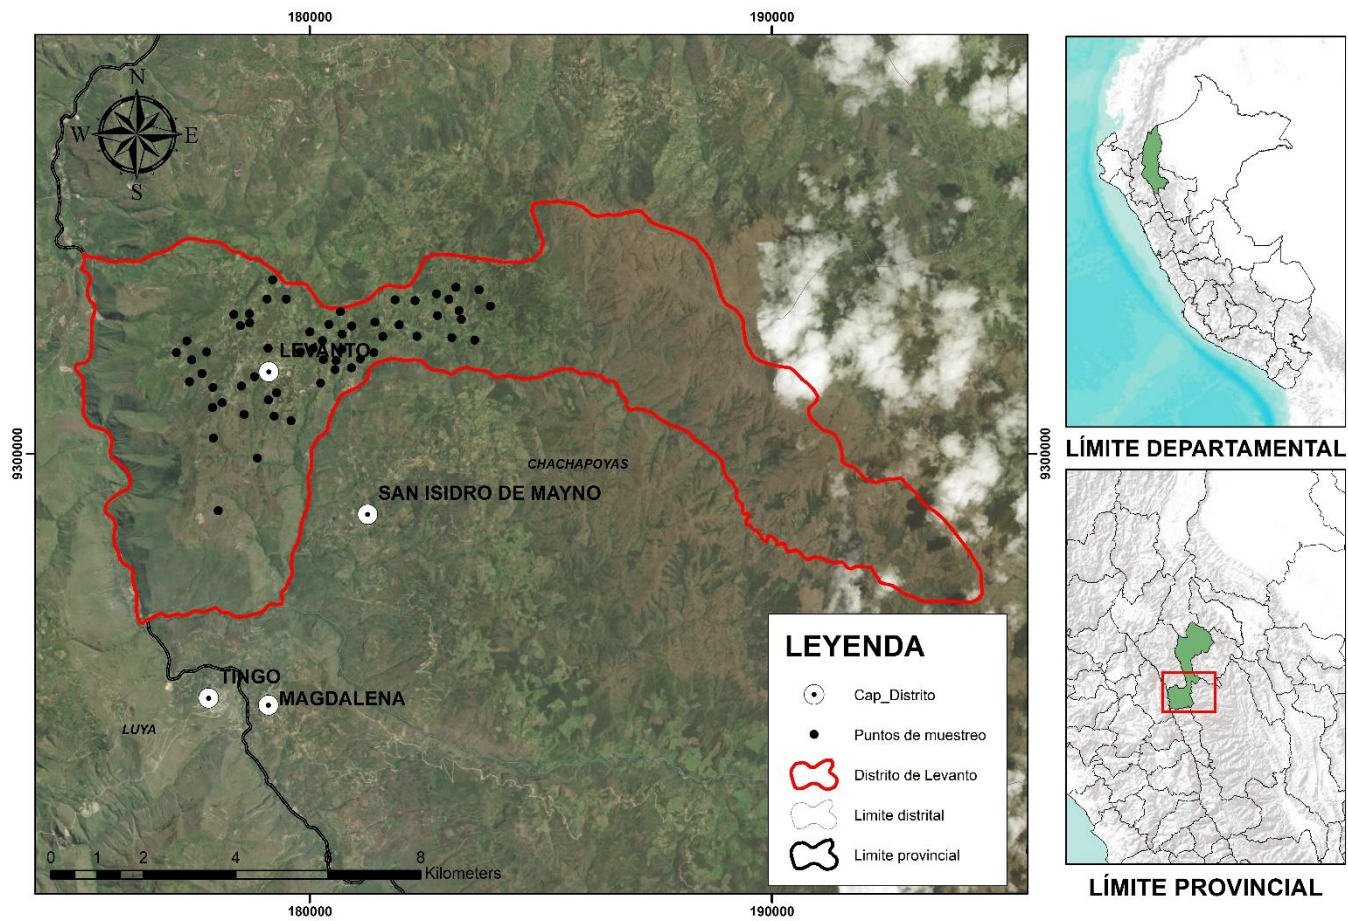 180000
190000
N
W
E
S
9300000
9300000
LEVANTO
CHACHAPOYAS
SAN ISIDRO DE MAYNO
TINGO
MAGDALENA
LUYA
0 1 2 4 6 8
Kilometers
180000
190000
LEYENDA
Cap_Distrito
Puntos de muestreo
Distrito de Levanto
Limite distrital
Limite provincial
LÍMITE DEPARTAMENTAL
LÍMITE PROVINCIAL